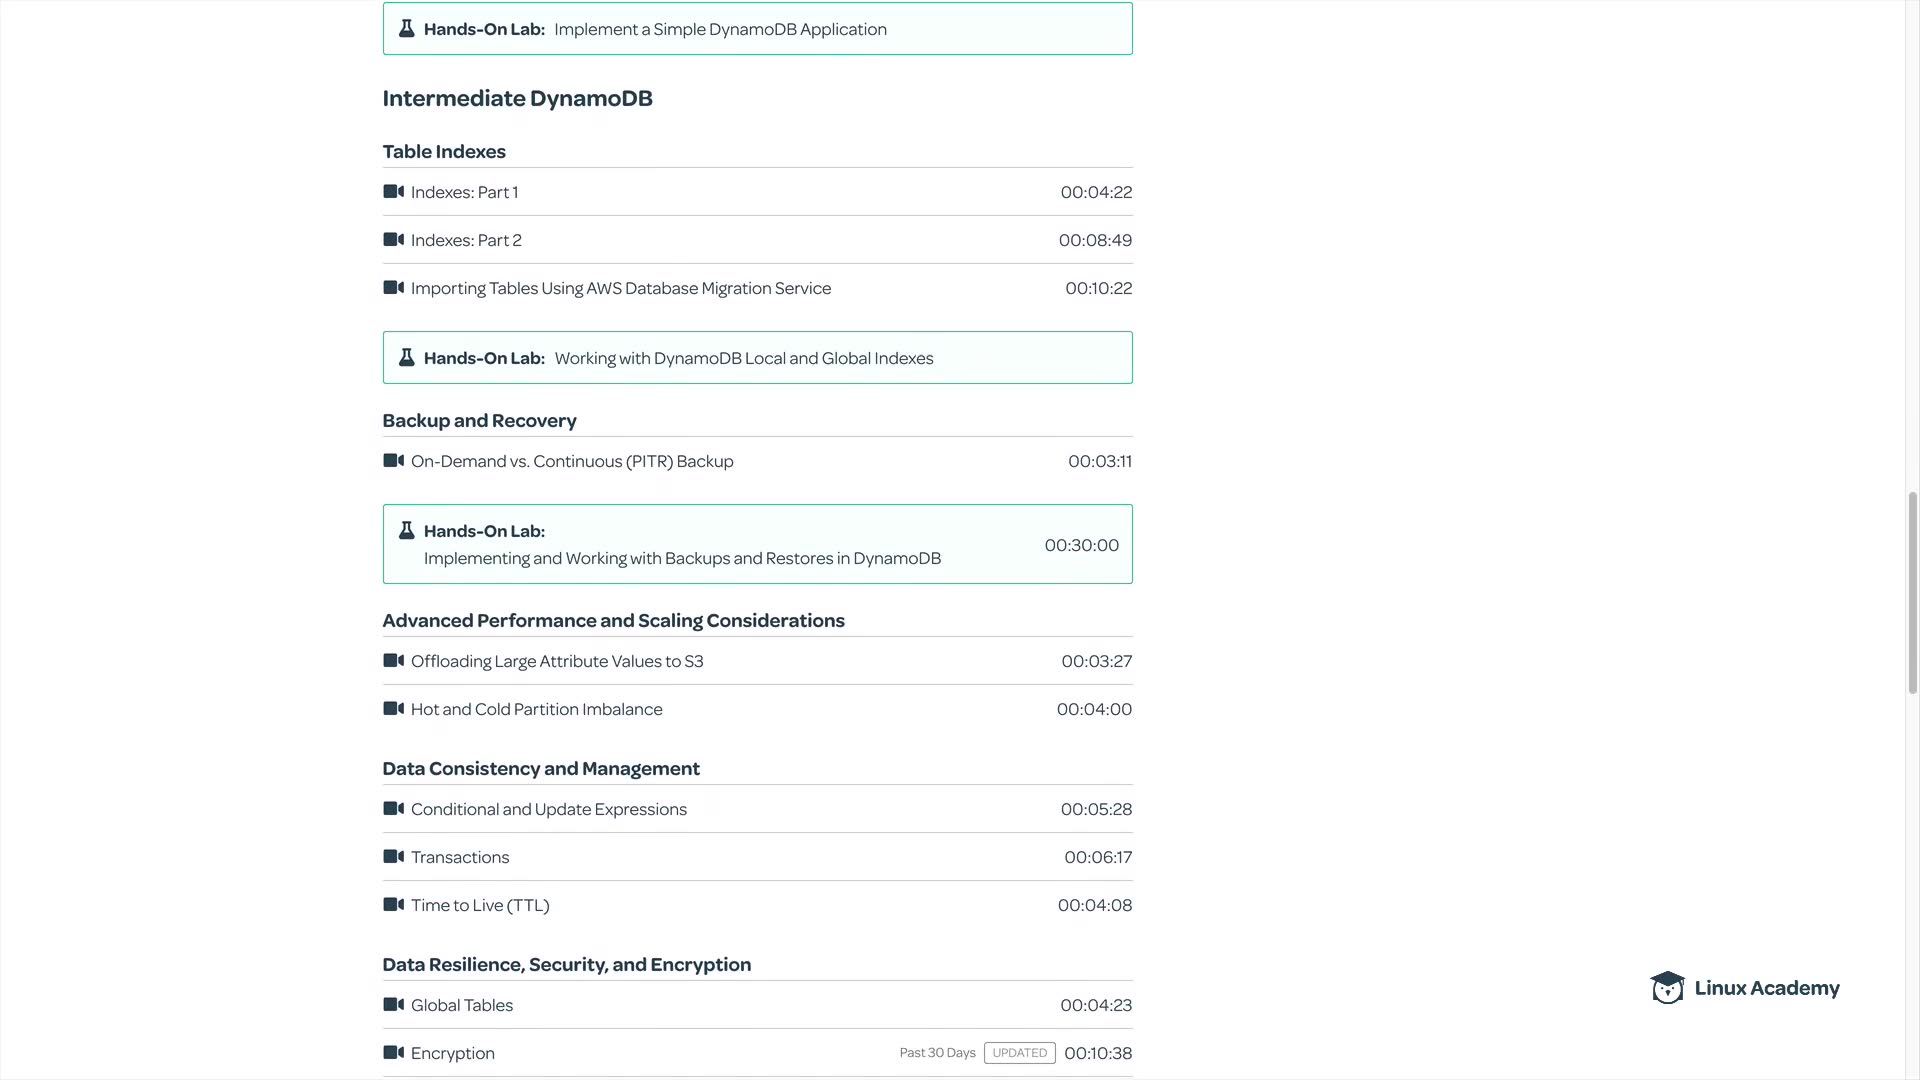 Hands-On Lab: Implement a Simple DynamoDB Application
Intermediate DynamoDB
Table Indexes
Indexes: Part 1 00:04:22
Indexes: Part 2 00:08:49
Importing Tables Using AWS Database Migration Service 00:10:22
Hands-On Lab: Working with DynamoDB Local and Global Indexes
Backup and Recovery
On-Demand vs. Continuous (PITR) Backup 00:03:11
Hands-On Lab:
Implementing and Working with Backups and Restores in DynamoDB 00:30:00
Advanced Performance and Scaling Considerations
Offloading Large Attribute Values to S3 00:03:27
Hot and Cold Partition Imbalance 00:04:00
Data Consistency and Management
Conditional and Update Expressions 00:05:28
Transactions 00:06:17
Time to Live (TTL) 00:04:08
Data Resilience, Security, and Encryption
Linux Academy
Global Tables 00:04:23
Encryption Past 30 Days UPDATED 00:10:38